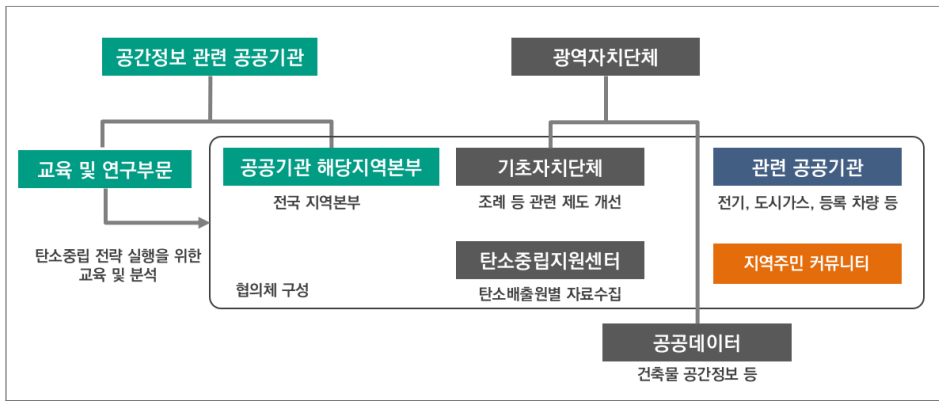 공간정보 관련 공공기관
광역자치단체
교육 및 연구부문
공공기관 해당지역본부
기초자치단체
관련 공공기관
전국 지역본부
조례 등 관련 제도 개선
전기, 도시가스, 등록 차량 등
탄소중립 전략 실행을 위한
교육 및 분석
탄소중립지원센터
지역주민 커뮤니티
협의체 구성
탄소배출원별 자료수집
공공데이터
건축물 공간정보 등